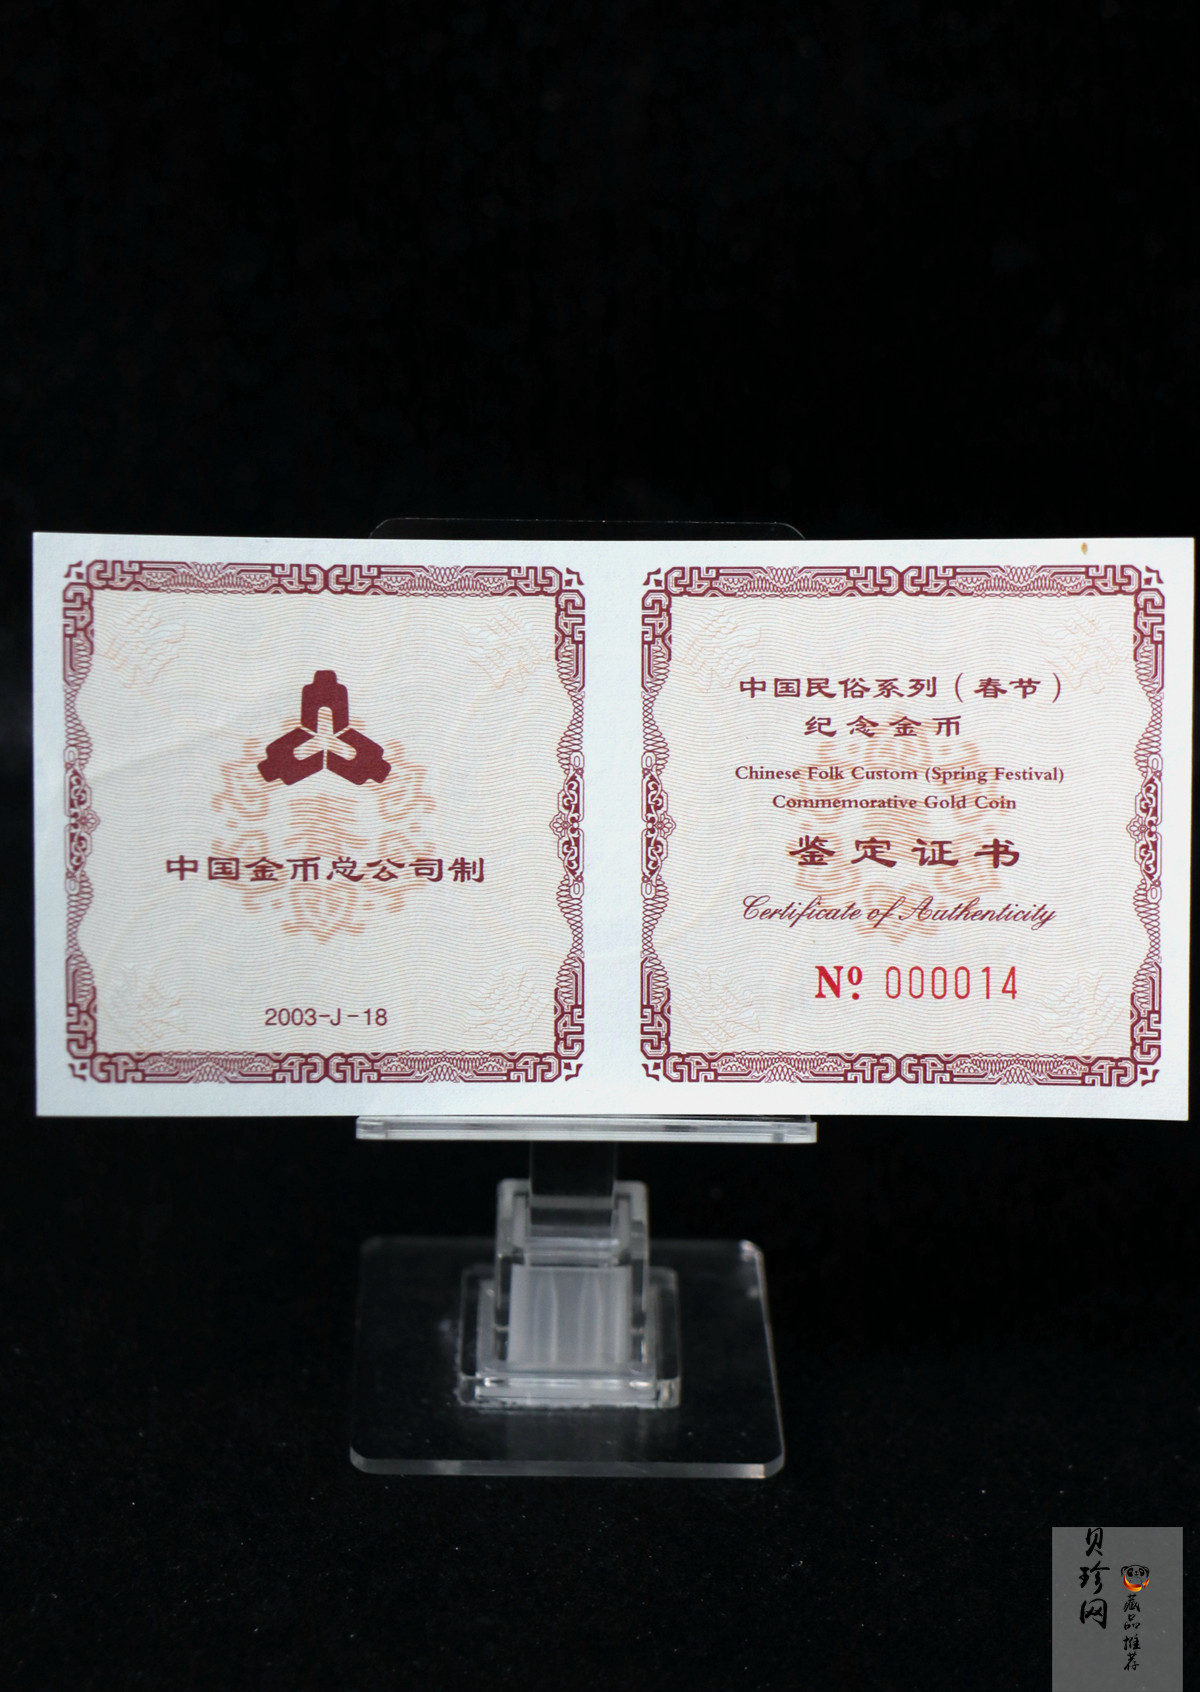 中国金币总公司制
2003-J-18
中国民俗系列（春节）
纪念金币
Chinese Folk Custom (Spring Festival)
Commemorative Gold Coin
鉴定证书
Certificate of Authenticity
Nº. 000014
贝珍网
藏品推荐